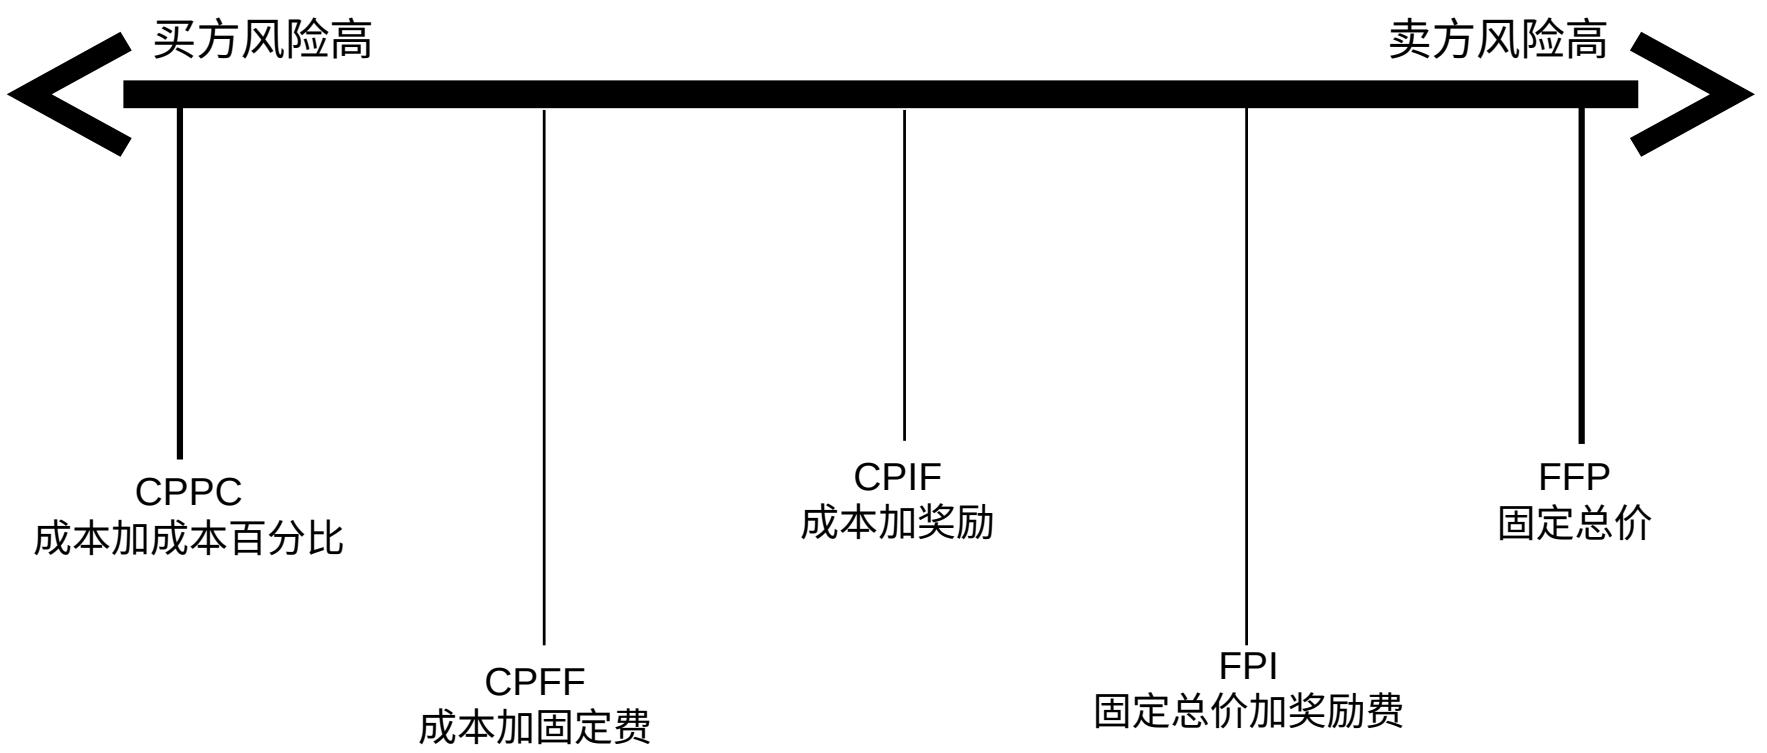 买方风险高
卖方风险高
CPPC
成本加成本百分比
CPFF
成本加固定费
CPIF
成本加奖励
FPI
固定总价加奖励费
FFP
固定总价